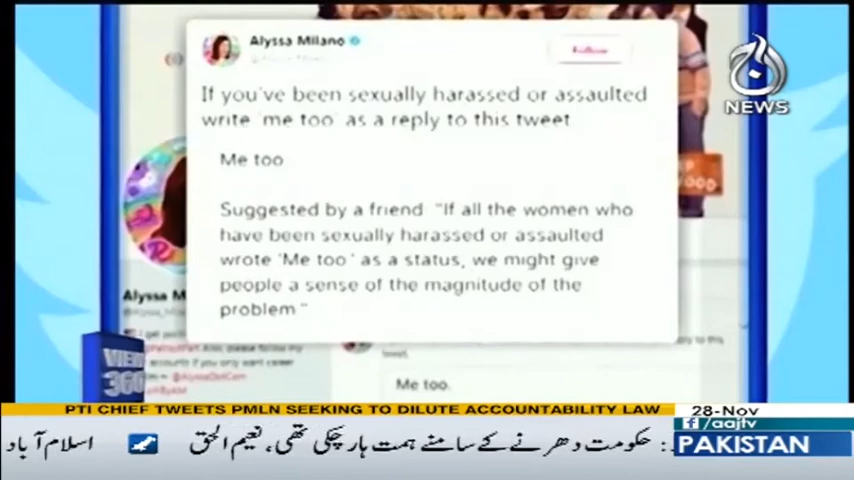 Alyssa Milano
Follow
If you've been sexually harassed or assaulted
write 'me too' as a reply to this tweet
Me too
Suggested by a friend "If all the women who
have been sexually harassed or assaulted
wrote 'Me too' as a status, we might give
people a sense of the magnitude of the
problem"
آج
NEWS
Alyssa M
Me too.
VIEW
360
PTI CHIEF TWEETS PMLN SEEKING TO DILUTE ACCOUNTABILITY LAW
28-Nov
/aajtv
PAKISTAN
: حکومت دھرنے کے سامنے ہمت ہار چکی تھی، نعیم الحق
اسلام آباد